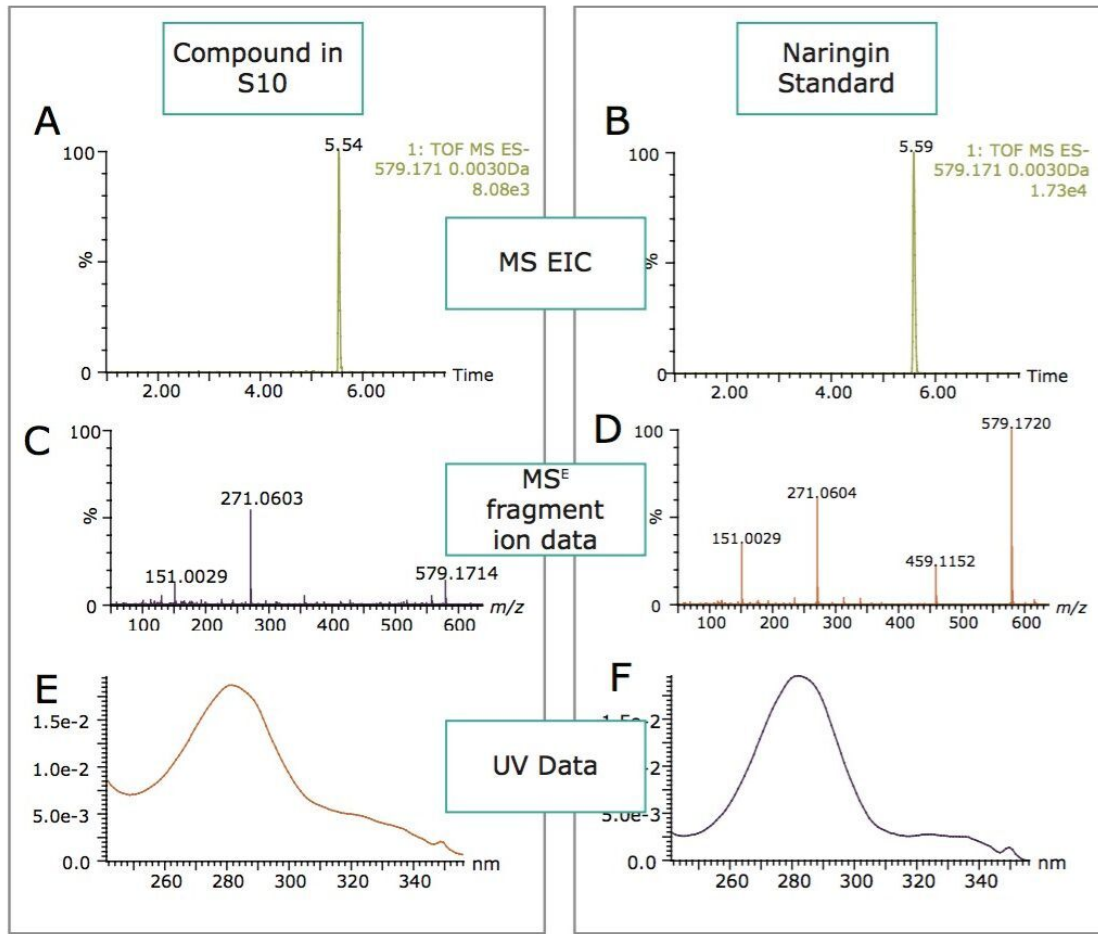 Compound in
S10
Naringin
Standard
A
5.54
1: TOF MS ES-
579.171 0.0030Da
8.08e3
100
%
0
2.00 4.00 6.00 Time
B
5.59
1: TOF MS ES-
579.171 0.0030Da
1.73e4
100
%
0
2.00 4.00 6.00 Time
MS EIC
C
100
%
0
271.0603
151.0029
579.1714
100 200 300 400 500 600 m/z
D
100
%
0
579.1720
271.0604
151.0029
459.1152
100 200 300 400 500 600 m/z
MSᴱ
fragment
ion data
E
1.5e-2
1.0e-2
5.0e-3
0.0
260 280 300 320 340 nm
F
5.0e-3
0.0
260 280 300 320 340 nm
UV Data